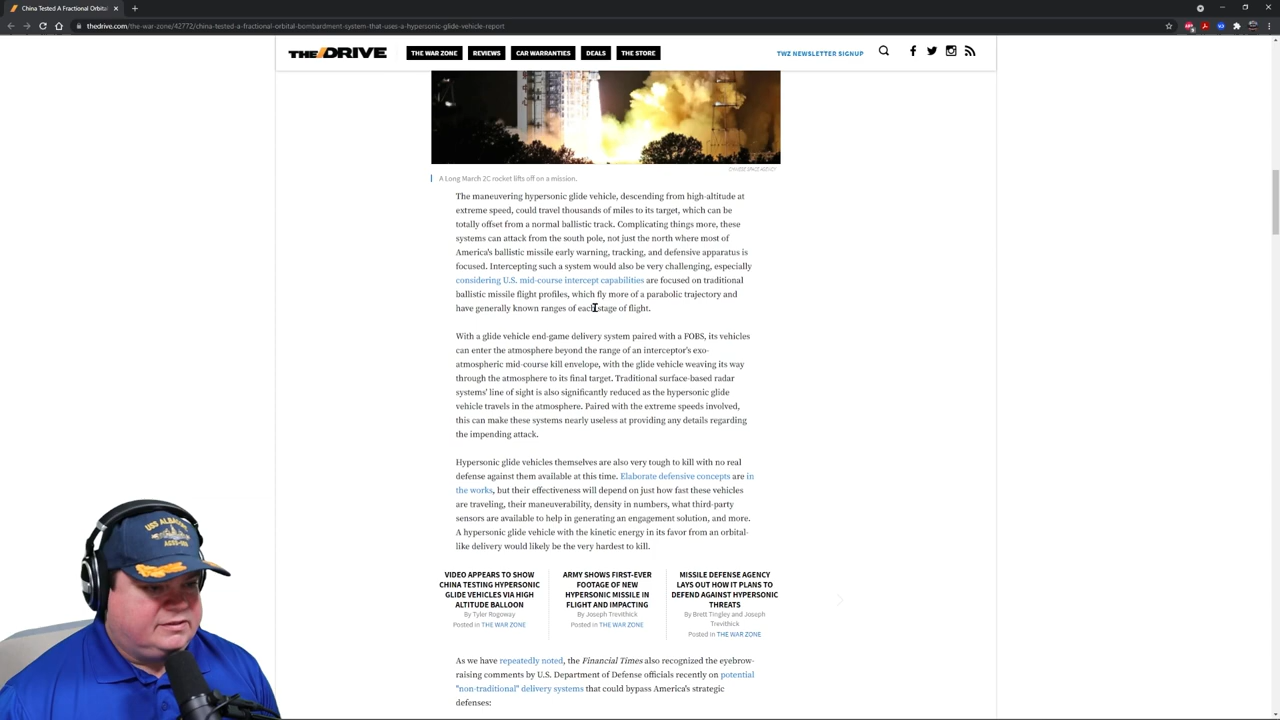 China Tested A Fractional Orbital
thedrive.com/the-war-zone/42772/china-tested-a-fractional-orbital-bombardment-system-that-uses-a-hypersonic-glide-vehicle-report
THE DRIVE
THE WAR ZONE
REVIEWS
CAR WARRANTIES
DEALS
THE STORE
TWZ NEWSLETTER SIGNUP
CHINESE SPACE AGENCY
A Long March 2C rocket lifts off on a mission.
The maneuvering hypersonic glide vehicle, descending from high-altitude at
extreme speed, could travel thousands of miles to its target, which can be
totally offset from a normal ballistic track. Complicating things more, these
systems can attack from the south pole, not just the north where most of
America's ballistic missile early warning, tracking, and defensive apparatus is
focused. Intercepting such a system would also be very challenging, especially
considering U.S. mid-course intercept capabilities are focused on traditional
ballistic missile flight profiles, which fly more of a parabolic trajectory and
have generally known ranges of each stage of flight.
With a glide vehicle end-game delivery system paired with a FOBS, its vehicles
can enter the atmosphere beyond the range of an interceptor's exo-
atmospheric mid-course kill envelope, with the glide vehicle weaving its way
through the atmosphere to its final target. Traditional surface-based radar
systems' line of sight is also significantly reduced as the hypersonic glide
vehicle travels in the atmosphere. Paired with the extreme speeds involved,
this can make these systems nearly useless at providing any details regarding
the impending attack.
Hypersonic glide vehicles themselves are also very tough to kill with no real
defense against them available at this time. Elaborate defensive concepts are in
the works, but their effectiveness will depend on just how fast these vehicles
are traveling, their maneuverability, density in numbers, what third-party
sensors are available to help in generating an engagement solution, and more.
A hypersonic glide vehicle with the kinetic energy in its favor from an orbital-
like delivery would likely be the very hardest to kill.
VIDEO APPEARS TO SHOW
CHINA TESTING HYPERSONIC
GLIDE VEHICLES VIA HIGH
ALTITUDE BALLOON
By Tyler Rogoway
Posted in THE WAR ZONE
ARMY SHOWS FIRST-EVER
FOOTAGE OF NEW
HYPERSONIC MISSILE IN
FLIGHT AND IMPACTING
By Joseph Trevithick
Posted in THE WAR ZONE
MISSILE DEFENSE AGENCY
LAYS OUT HOW IT PLANS TO
DEFEND AGAINST HYPERSONIC
THREATS
By Brett Tingley and Joseph
Trevithick
Posted in THE WAR ZONE
As we have repeatedly noted, the Financial Times also recognized the eyebrow-
raising comments by U.S. Department of Defense officials recently on potential
"non-traditional" delivery systems that could bypass America's strategic
defenses: